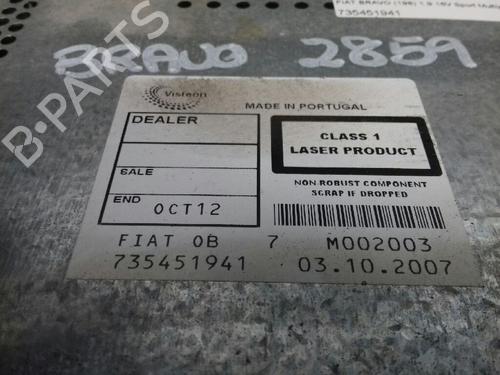 FIAT BRAVO (198) 1.9 16V Sport Multi
735451941
BRAVO 2859
Visteon
MADE IN PORTUGAL
DEALER
CLASS 1
LASER PRODUCT
SALE
NON-ROBUST COMPONENT
SCRAP IF DROPPED
END OCT12
FIAT OB 7 M002003
735451941 03.10.2007
B-PARTS